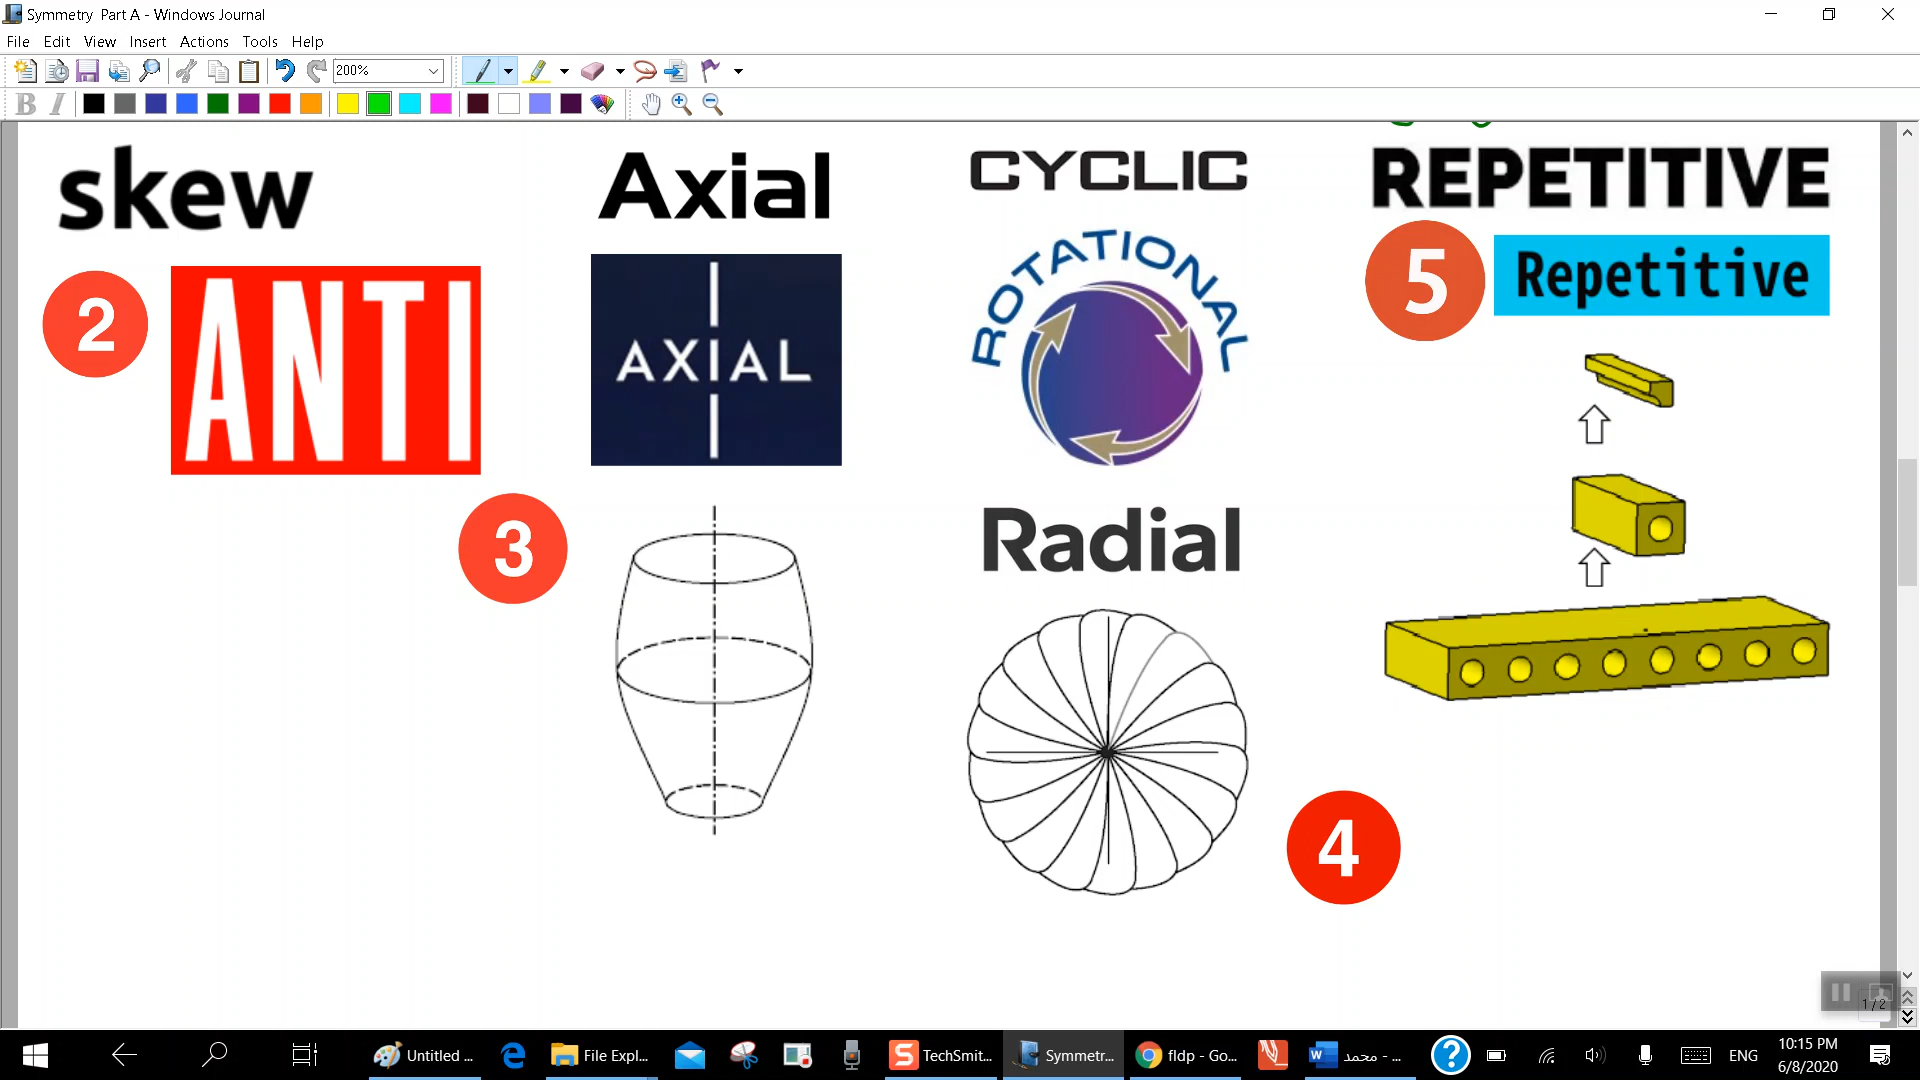 Symmetry Part A - Windows Journal
File Edit View Insert Actions Tools Help
200%
B I
skew
2
ANTI
Axial
AXIAL
3
CYCLIC
ROTATIONAL
Radial
4
REPETITIVE
5
Repetitive
1 / 2
Untitled ...
File Expl...
TechSmit...
Symmetr...
fldp - Go...
محمد - ...
ENG
10:15 PM
6/8/2020